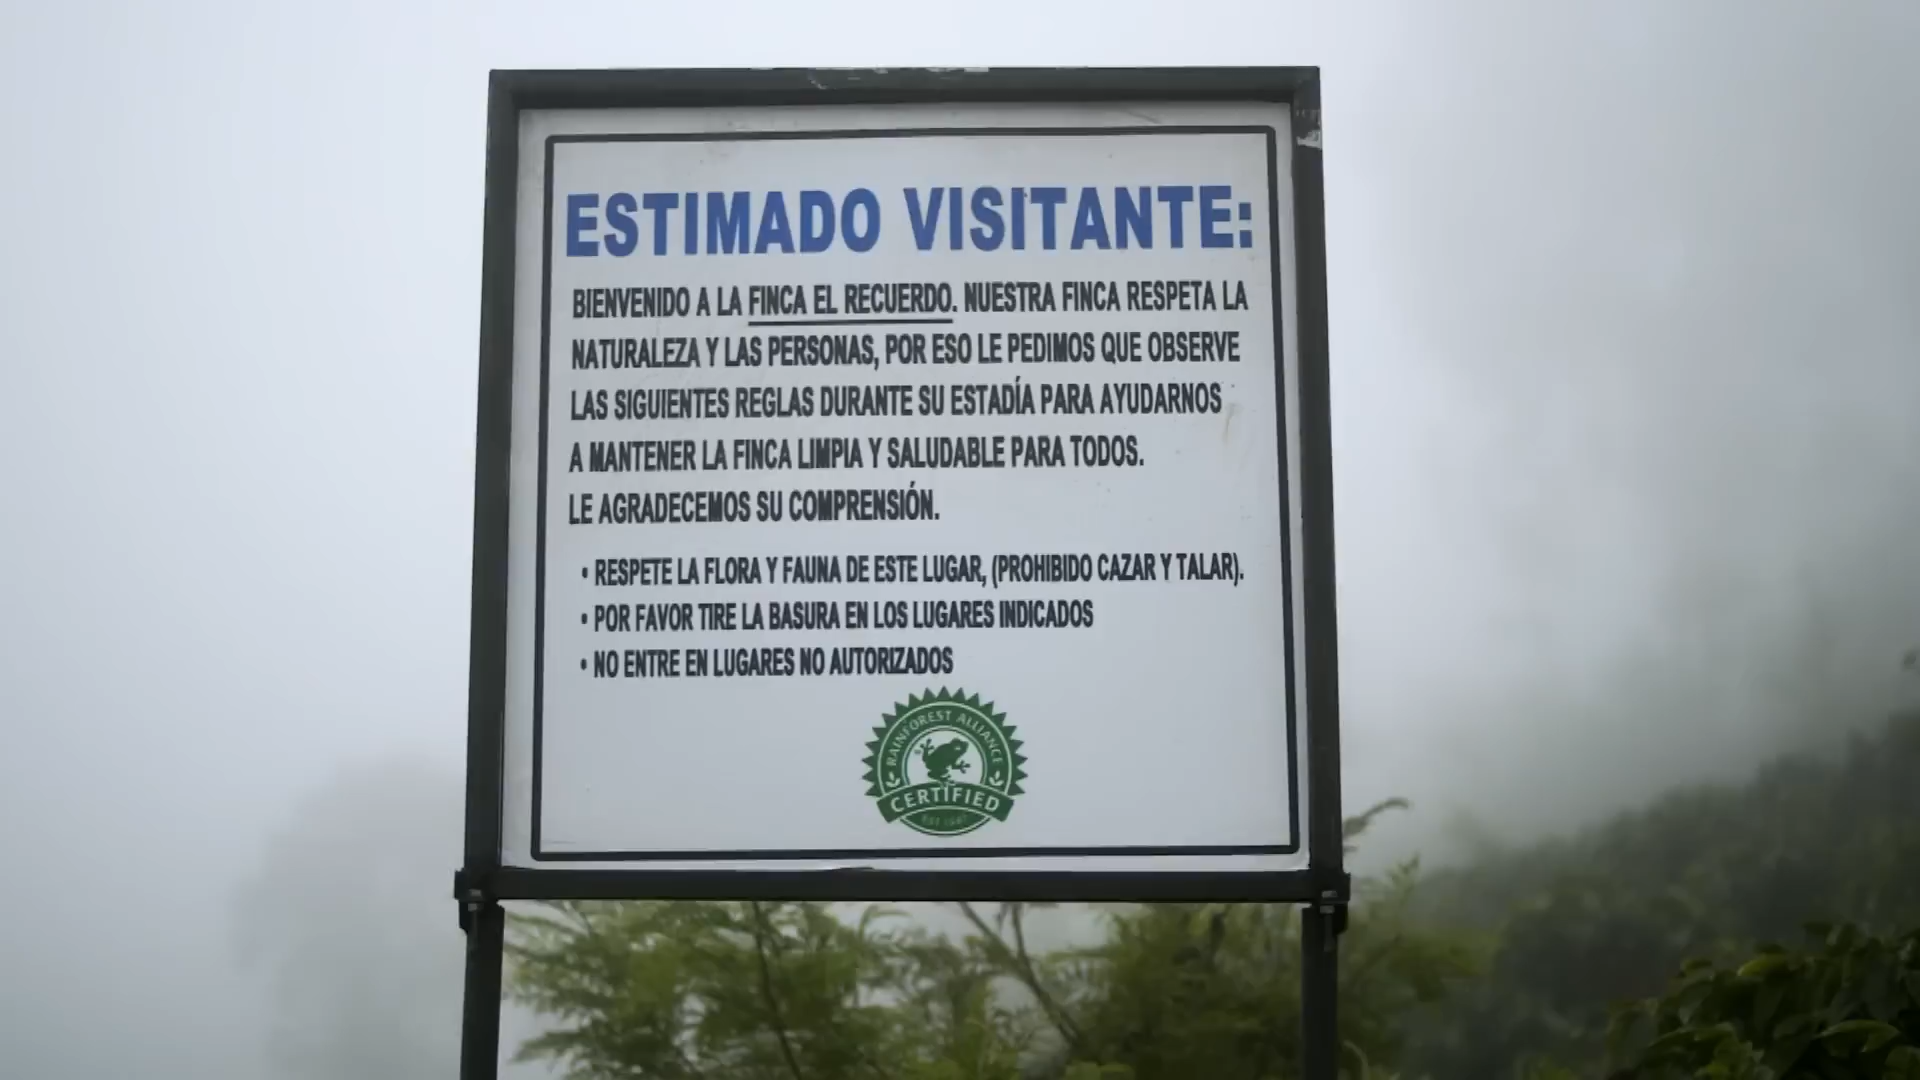 ESTIMADO VISITANTE:
BIENVENIDO A LA FINCA EL RECUERDO. NUESTRA FINCA RESPETA LA
NATURALEZA Y LAS PERSONAS, POR ESO LE PEDIMOS QUE OBSERVE
LAS SIGUIENTES REGLAS DURANTE SU ESTADÍA PARA AYUDARNOS
A MANTENER LA FINCA LIMPIA Y SALUDABLE PARA TODOS.
LE AGRADECEMOS SU COMPRENSIÓN.
• RESPETE LA FLORA Y FAUNA DE ESTE LUGAR, (PROHIBIDO CAZAR Y TALAR).
• POR FAVOR TIRE LA BASURA EN LOS LUGARES INDICADOS
• NO ENTRE EN LUGARES NO AUTORIZADOS
RAINFOREST ALLIANCE
CERTIFIED